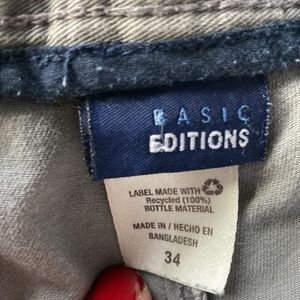 BASIC
EDITIONS
LABEL MADE WITH
Recycled (100%)
BOTTLE MATERIAL
MADE IN / HECHO EN
BANGLADESH
34